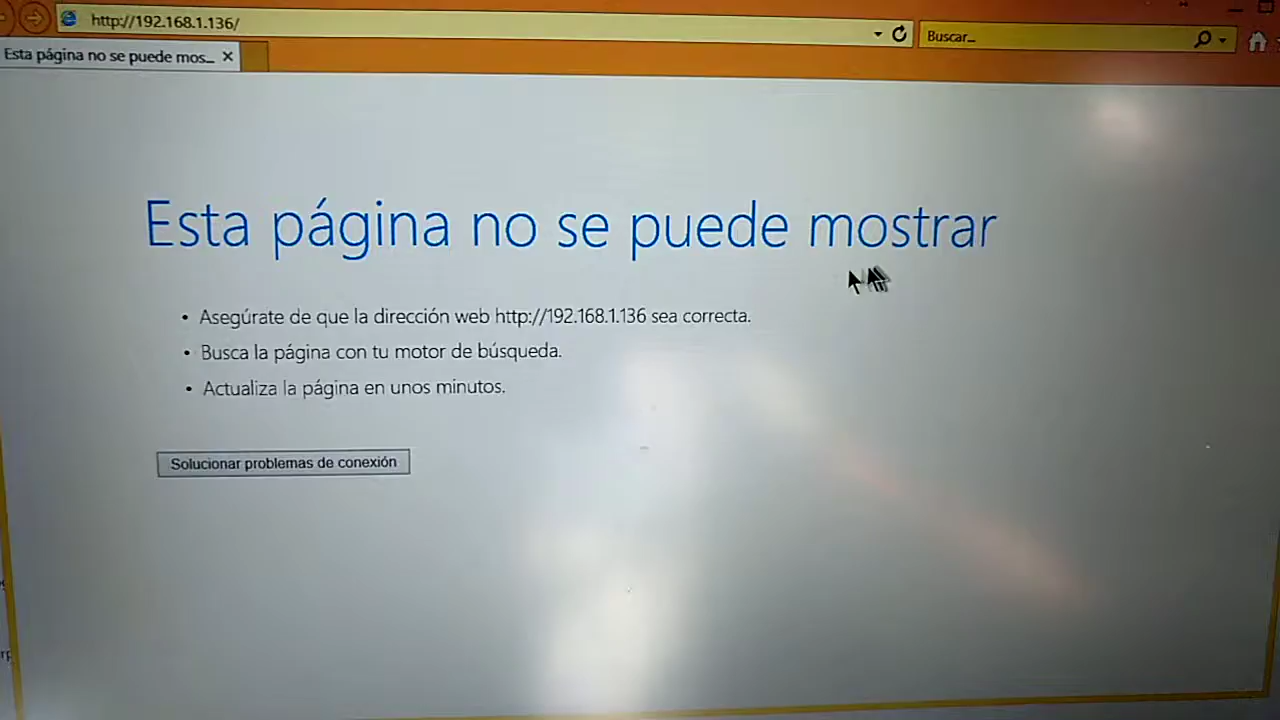 http://192.168.1.136/
Buscar...
Esta página no se puede mos...
Esta página no se puede mostrar
• Asegúrate de que la dirección web http://192.168.1.136 sea correcta.
• Busca la página con tu motor de búsqueda.
• Actualiza la página en unos minutos.
Solucionar problemas de conexión